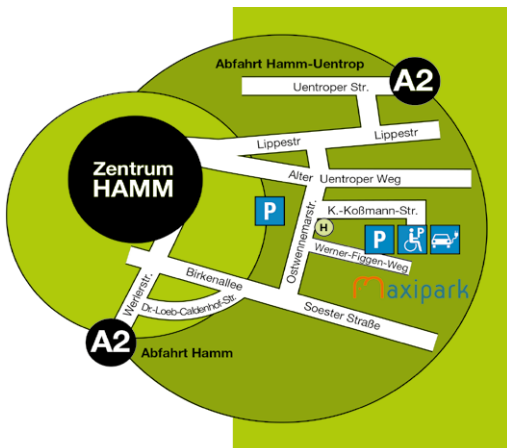 Abfahrt Hamm-Uentrop
A2
Uentroper Str.
Lippestr
Lippestr
Zentrum
HAMM
Alter Uentroper Weg
K.-Koßmann-Str.
P
H
P
P
Ostwennemarstr.
Werner-Figgen-Weg
Birkenallee
maxipark
Werlerstr.
Dr.-Loeb-Caldenhof-Str.
Soester Straße
A2
Abfahrt Hamm